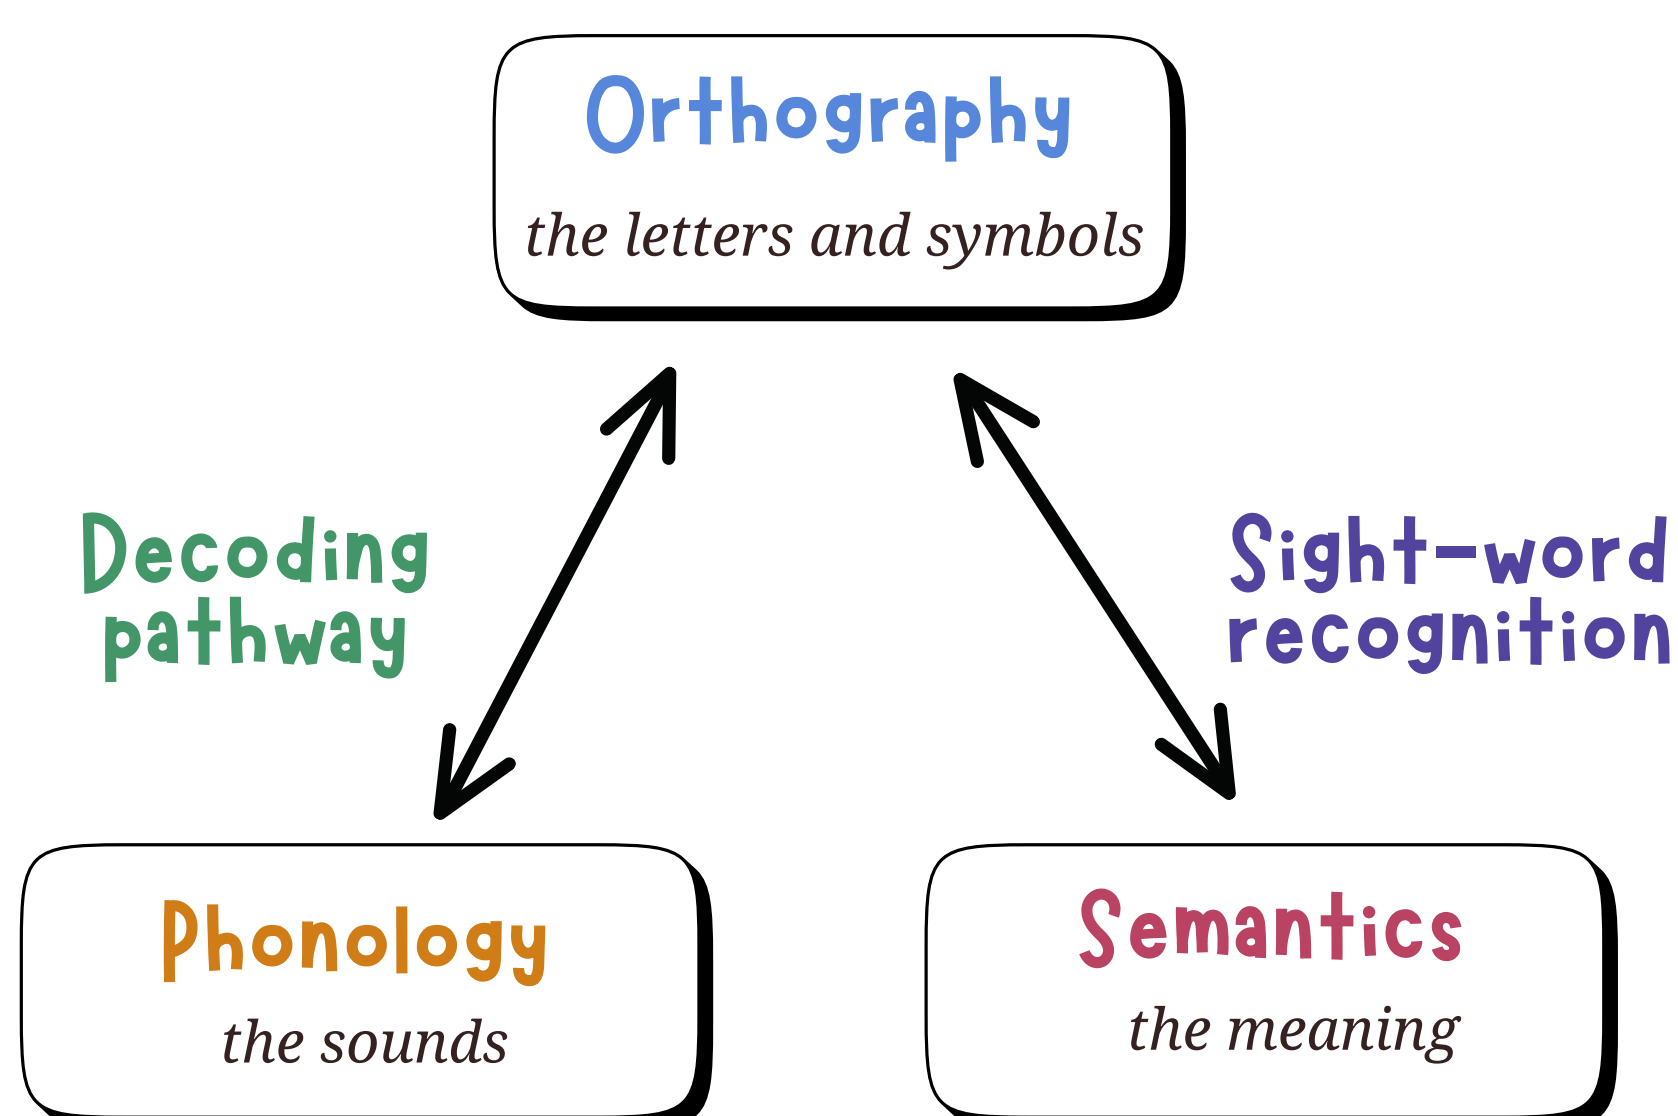 Orthography
the letters and symbols
Decoding
pathway
Sight-word
recognition
Phonology
the sounds
Semantics
the meaning